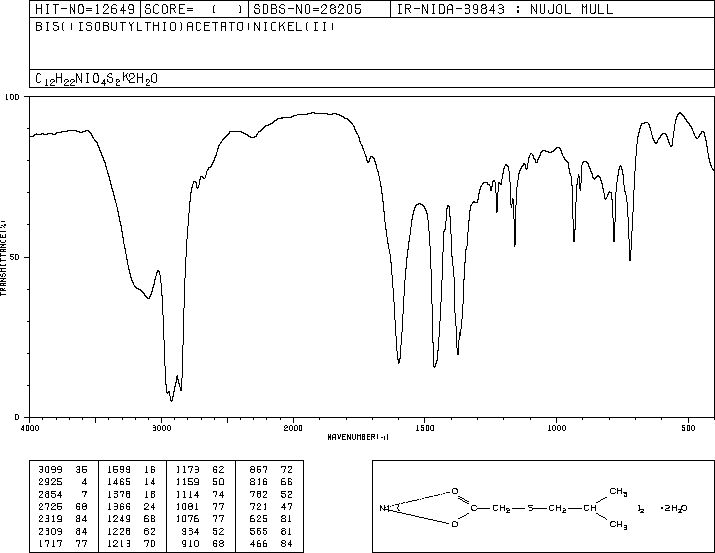 HIT-NO=12649 SCORE= ( ) SDBS-NO=28205 IR-NIDA-39843 : NUJOL MULL
BIS((ISOBUTYLTHIO)ACETATO)NICKEL(II)
C12H22NIO4S2K2H2O
100
50
0
TRANSMITTANCE(%)
4000 3000 2000 1500 1000 500
WAVENUMBER(-1)
3099 36 1599 16 1173 62 867 72
2925 4 1465 14 1159 50 816 66
2854 7 1378 18 1114 74 782 52
2725 68 1366 24 1081 77 721 47
2319 84 1249 68 1076 77 625 81
2309 84 1228 62 934 52 565 81
1717 77 1213 70 910 68 466 84
CH3
O
NI C-CH2-S-CH2-CH )2 ·2H2O
O
CH3